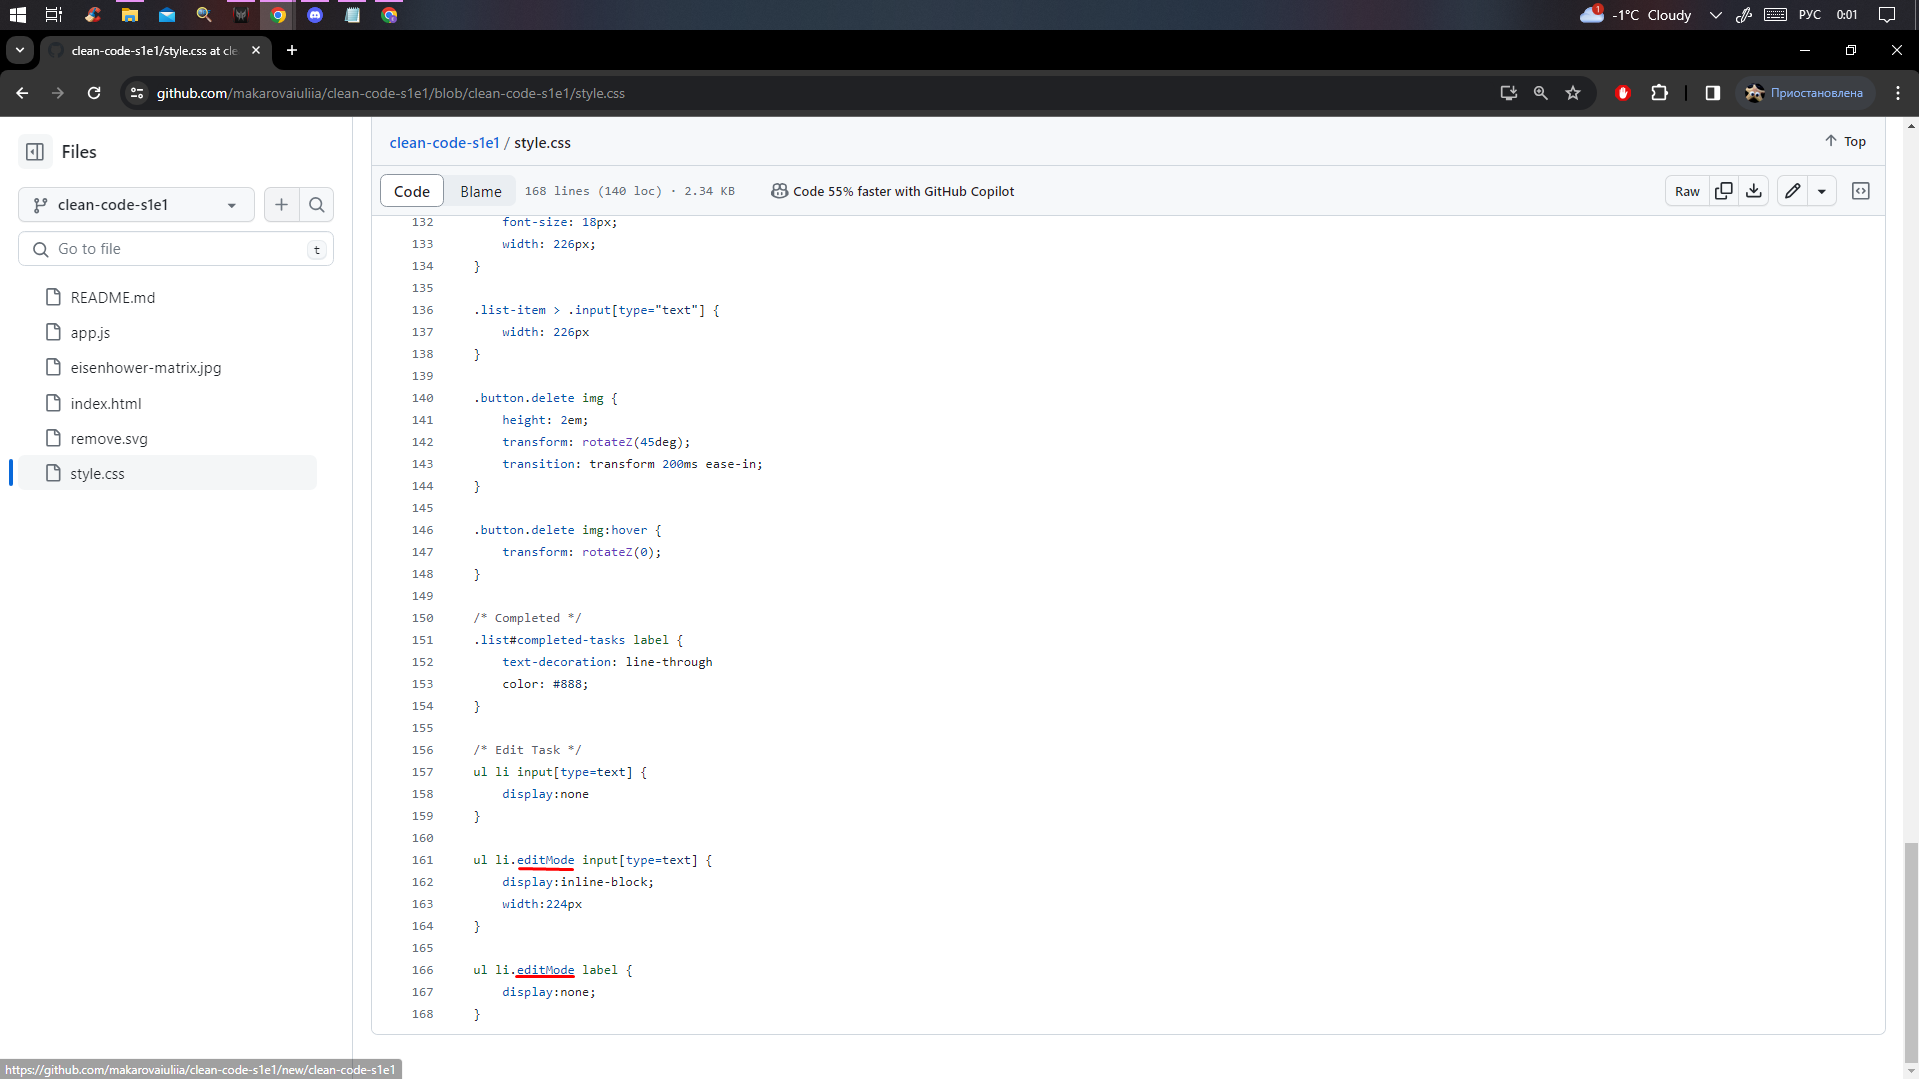 -1°C Cloudy
РУС
0:01
clean-code-s1e1/style.css at cle
github.com/makarovaiuliia/clean-code-s1e1/blob/clean-code-s1e1/style.css
Приостановлена
Files
clean-code-s1e1
Go to file
t
README.md
app.js
eisenhower-matrix.jpg
index.html
remove.svg
style.css
clean-code-s1e1 / style.css
Top
Code
Blame
168 lines (140 loc) · 2.34 KB
Code 55% faster with GitHub Copilot
Raw
132 font-size: 18px;
133 width: 226px;
134 }
135
136 .list-item > .input[type="text"] {
137 width: 226px
138 }
139
140 .button.delete img {
141 height: 2em;
142 transform: rotateZ(45deg);
143 transition: transform 200ms ease-in;
144 }
145
146 .button.delete img:hover {
147 transform: rotateZ(0);
148 }
149
150 /* Completed */
151 .list#completed-tasks label {
152 text-decoration: line-through
153 color: #888;
154 }
155
156 /* Edit Task */
157 ul li input[type=text] {
158 display:none
159 }
160
161 ul li.editMode input[type=text] {
162 display:inline-block;
163 width:224px
164 }
165
166 ul li.editMode label {
167 display:none;
168 }
https://github.com/makarovaiuliia/clean-code-s1e1/new/clean-code-s1e1